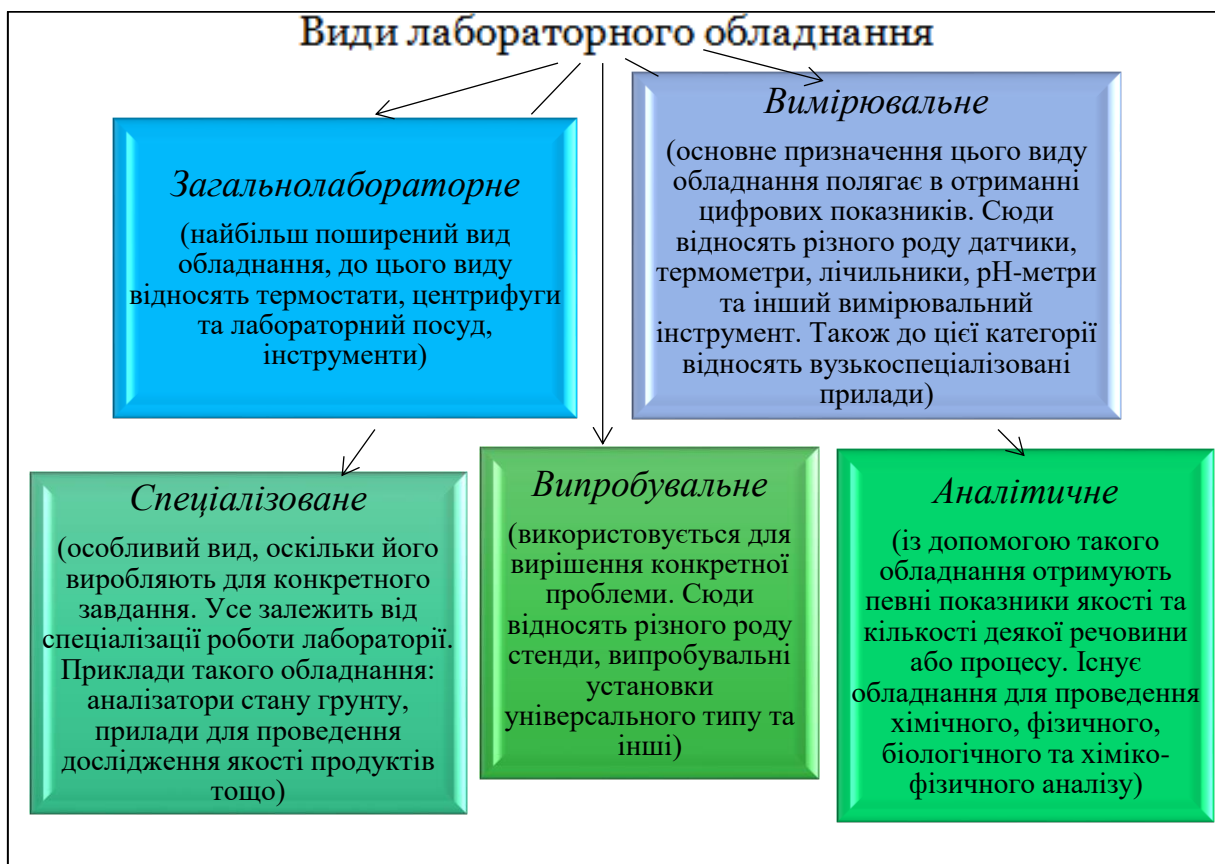 Види лабораторного обладнання
Загальнолабораторне
(найбільш поширений вид
обладнання, до цього виду
відносять термостати, центрифуги
та лабораторний посуд,
інструменти)
Вимірювальне
(основне призначення цього виду
обладнання полягає в отриманні
цифрових показників. Сюди
відносять різного роду датчики,
термометри, лічильники, рН-метри
та інший вимірювальний
інструмент. Також до цієї категорії
відносять вузькоспеціалізовані
прилади)
Спеціалізоване
(особливий вид, оскільки його
виробляють для конкретного
завдання. Усе залежить від
спеціалізації роботи лабораторії.
Приклади такого обладнання:
аналізатори стану грунту,
прилади для проведення
дослідження якості продуктів
тощо)
Випробувальне
(використовується для
вирішення конкретної
проблеми. Сюди
відносять різного роду
стенди, випробувальні
установки
універсального типу та
інші)
Аналітичне
(із допомогою такого
обладнання отримують
певні показники якості та
кількості деякої речовини
або процесу. Існує
обладнання для проведення
хімічного, фізичного,
біологічного та хіміко-
фізичного аналізу)